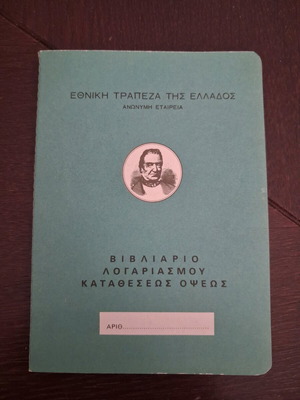 ΕΘΝΙΚΗ ΤΡΑΠΕΖΑ ΤΗΣ ΕΛΛΑΔΟΣ
ΑΝΩΝΥΜΗ ΕΤΑΙΡΕΙΑ
ΒΙΒΛΙΑΡΙΟ
ΛΟΓΑΡΙΑΣΜΟΥ
ΚΑΤΑΘΕΣΕΩΣ ΟΨΕΩΣ
ΑΡΙΘ.